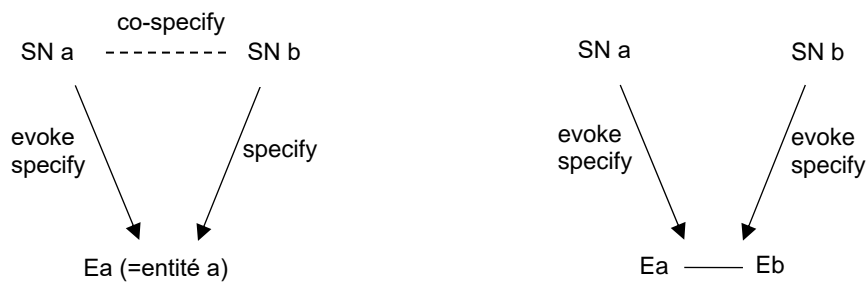 co-specify
SN a
SN b
evoke
specify
specify
Ea (=entité a)
SN a
SN b
evoke
specify
evoke
specify
Ea
Eb